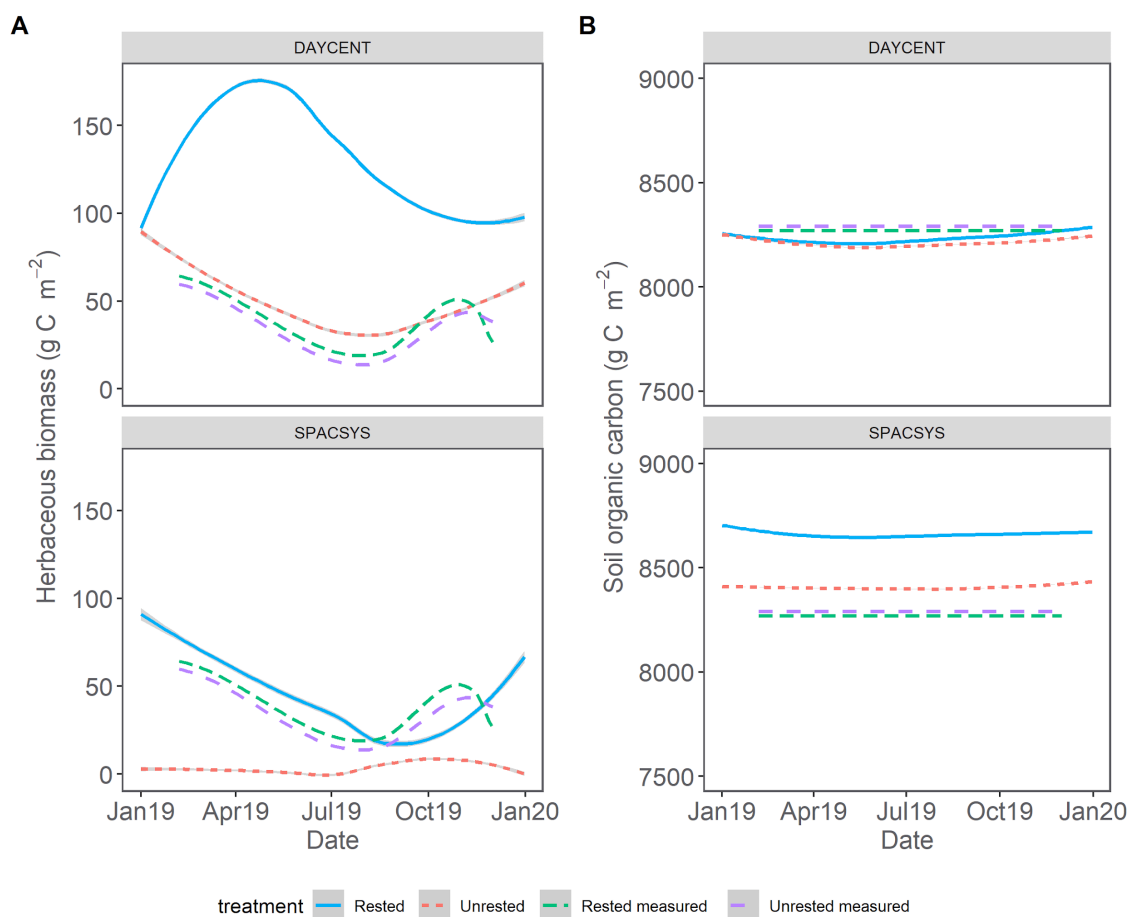 A
DAYCENT
Herbaceous biomass (g C m⁻²)
150
100
50
0
SPACSYS
150
100
50
0
Jan19 Apr19 Jul19 Oct19 Jan20
Date
B
DAYCENT
Soil organic carbon (g C m⁻²)
9000
8500
8000
7500
SPACSYS
9000
8500
8000
7500
Jan19 Apr19 Jul19 Oct19 Jan20
Date
treatment Rested Unrested Rested measured Unrested measured